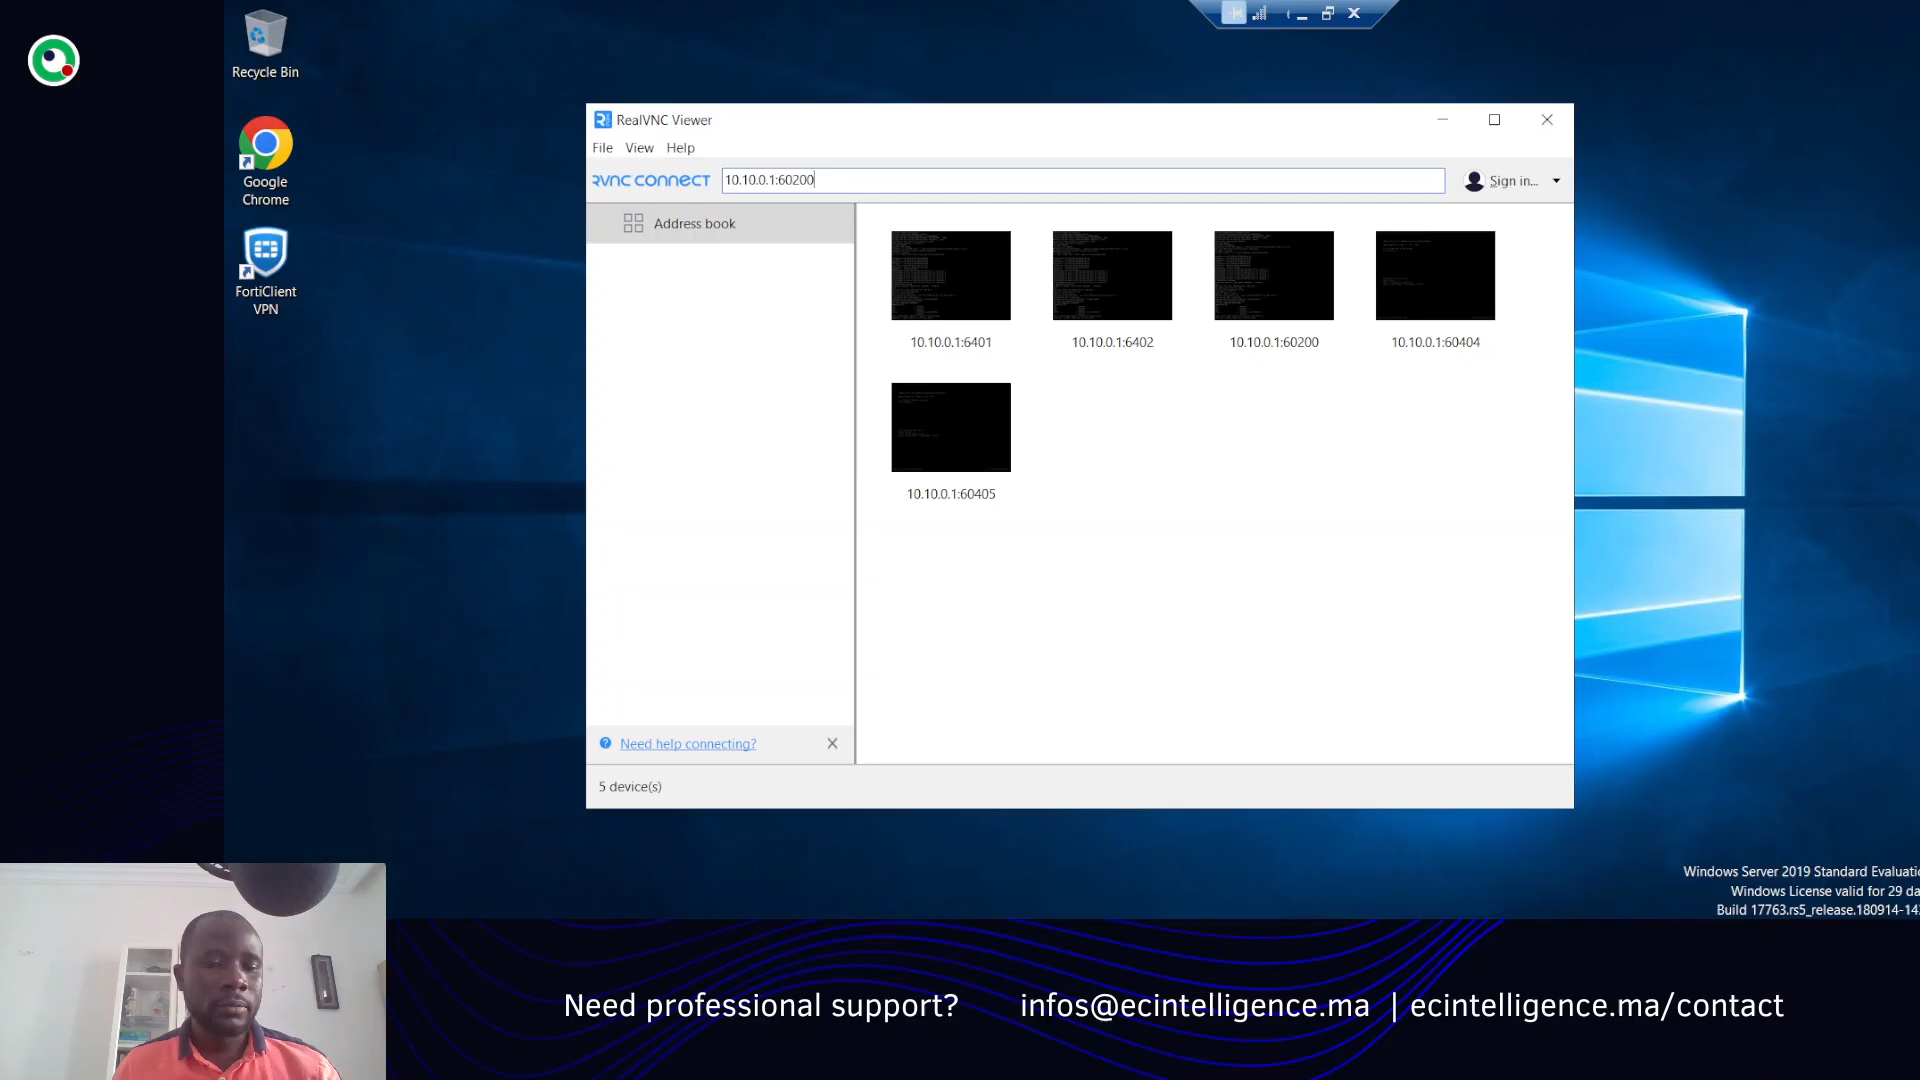 Recycle Bin
Google
Chrome
FortiClient
VPN
RealVNC Viewer
File View Help
RVNC CONNECT
10.10.0.1:60200
Sign in...
Address book
10.10.0.1:6401
10.10.0.1:6402
10.10.0.1:60200
10.10.0.1:60404
10.10.0.1:60405
Need help connecting?
5 device(s)
Windows Server 2019 Standard Evaluatio
Windows License valid for 29 da
Build 17763.rs5_release.180914-14
Need professional support? infos@ecintelligence.ma | ecintelligence.ma/contact